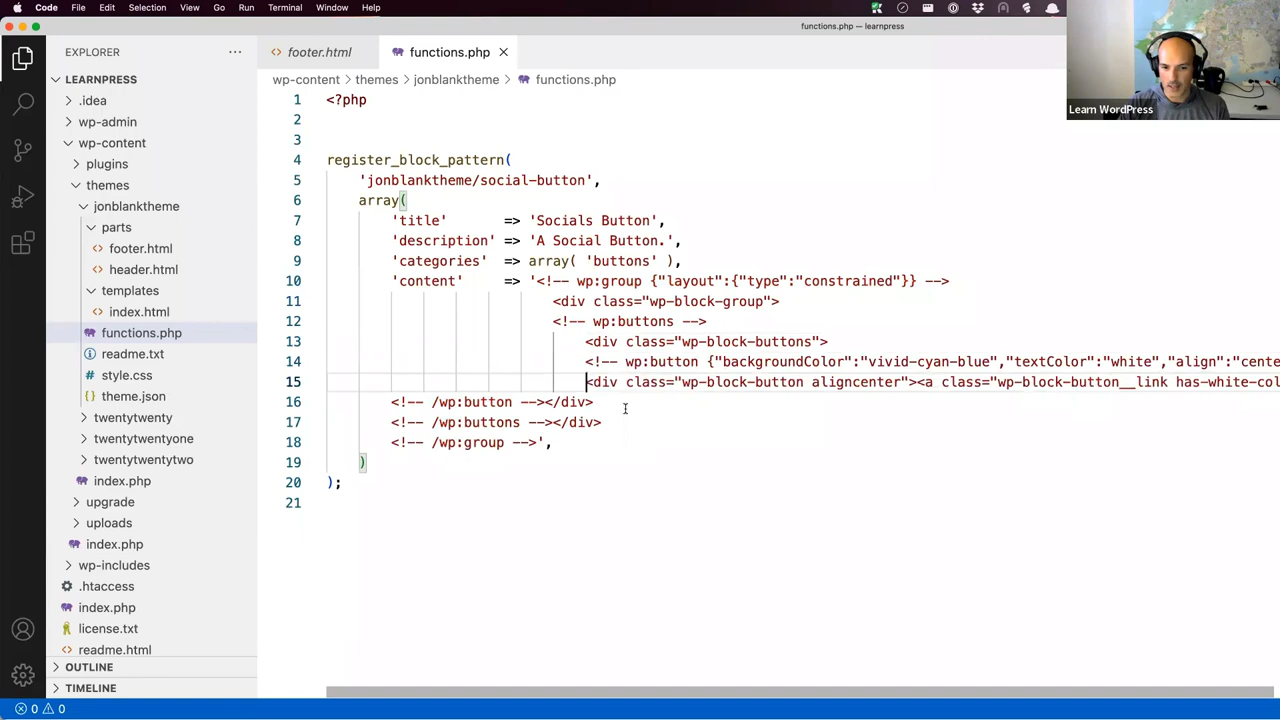 Code File Edit Selection View Go Run Terminal Window Help
functions.php — learnpress
Learn WordPress
EXPLORER
LEARNPRESS
.idea
wp-admin
wp-content
plugins
themes
jonblanktheme
parts
footer.html
header.html
templates
index.html
functions.php
readme.txt
style.css
theme.json
twentytwenty
twentytwentyone
twentytwentytwo
index.php
upgrade
uploads
index.php
wp-includes
.htaccess
index.php
license.txt
readme.html
OUTLINE
TIMELINE
footer.html functions.php
wp-content › themes › jonblanktheme › functions.php
1 <?php
2
3
4 register_block_pattern(
5 'jonblanktheme/social-button',
6 array(
7 'title' => 'Socials Button',
8 'description' => 'A Social Button.',
9 'categories' => array( 'buttons' ),
10 'content' => '<!-- wp:group {"layout":{"type":"constrained"}} -->
11 <div class="wp-block-group">
12 <!-- wp:buttons -->
13 <div class="wp-block-buttons">
14 <!-- wp:button {"backgroundColor":"vivid-cyan-blue","textColor":"white","align":"cente
15 <div class="wp-block-button aligncenter"><a class="wp-block-button__link has-white-col
16 <!-- /wp:button --></div>
17 <!-- /wp:buttons --></div>
18 <!-- /wp:group -->',
19 )
20 );
21
0 0